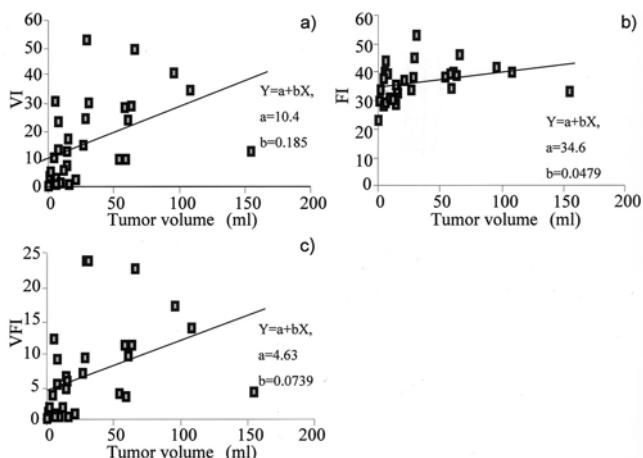 a)
60
50
40
30
20
10
0
VI
Y=a+bX,
a=10.4
b=0.185
0 50 100 150 200
Tumor volume (ml)
b)
60
50
40
30
20
10
0
FI
Y=a+bX,
a=34.6
b=0.0479
0 50 100 150 200
Tumor volume (ml)
c)
25
20
15
10
5
0
VFI
Y=a+bX,
a=4.63
b=0.0739
0 50 100 150 200
Tumor volume (ml)